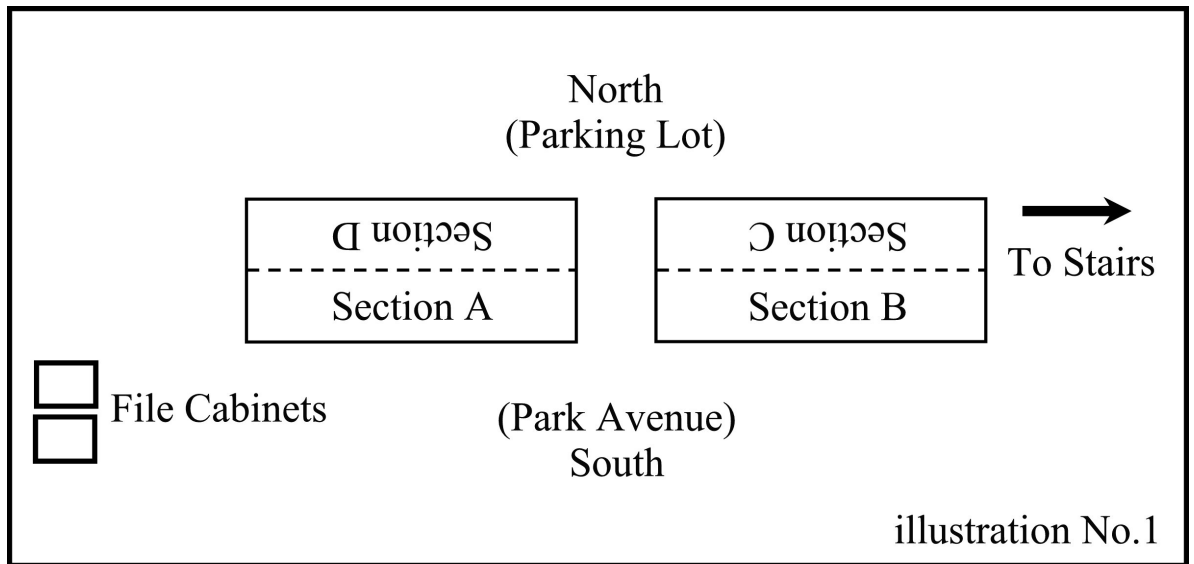 North
(Parking Lot)
Section D
Section C
To Stairs
Section A
Section B
File Cabinets
(Park Avenue)
South
illustration No.1